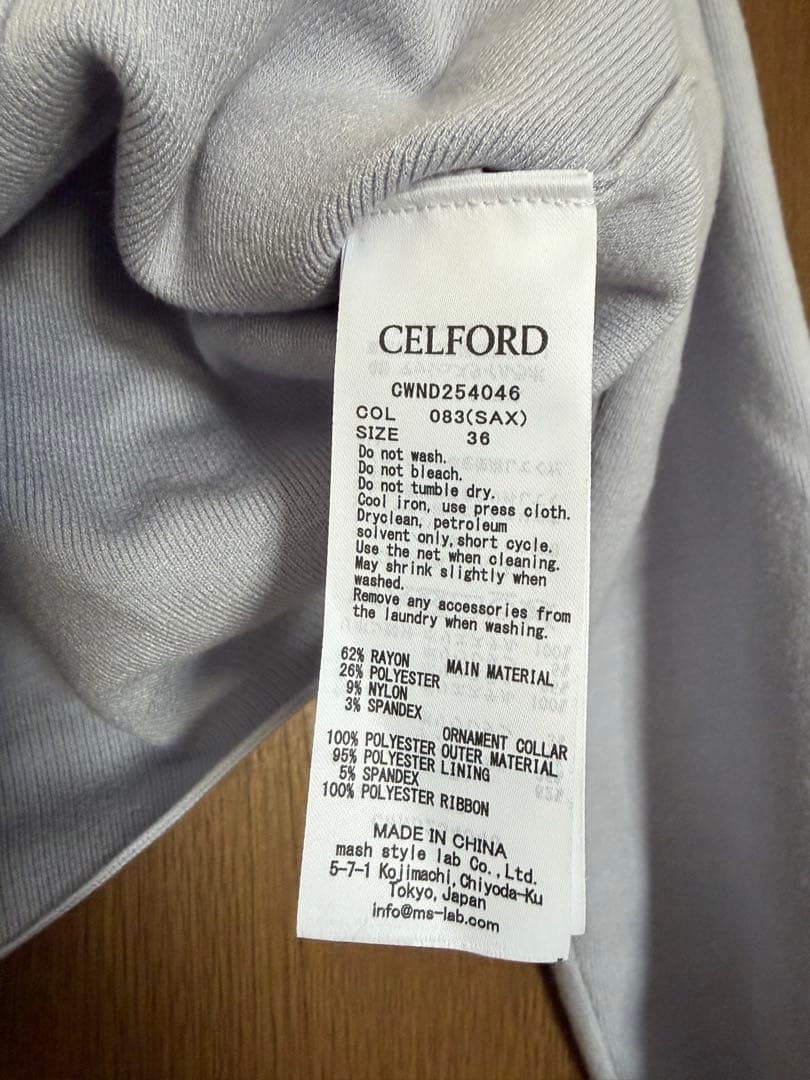 CELFORD
CWND254046
COL 083(SAX)
SIZE 36
Do not wash.
Do not bleach.
Do not tumble dry.
Cool iron, use press cloth.
Dryclean, petroleum
solvent only,short cycle.
Use the net when cleaning.
May shrink slightly when
washed.
Remove any accessories from
the laundry when washing.
62% RAYON MAIN MATERIAL
26% POLYESTER
9% NYLON
3% SPANDEX
ORNAMENT COLLAR
100% POLYESTER OUTER MATERIAL
95% POLYESTER LINING
5% SPANDEX
100% POLYESTER RIBBON
MADE IN CHINA
mash style lab Co.,Ltd.
5-7-1 Kojimachi,Chiyoda-Ku
Tokyo,Japan
info@ms-lab.com